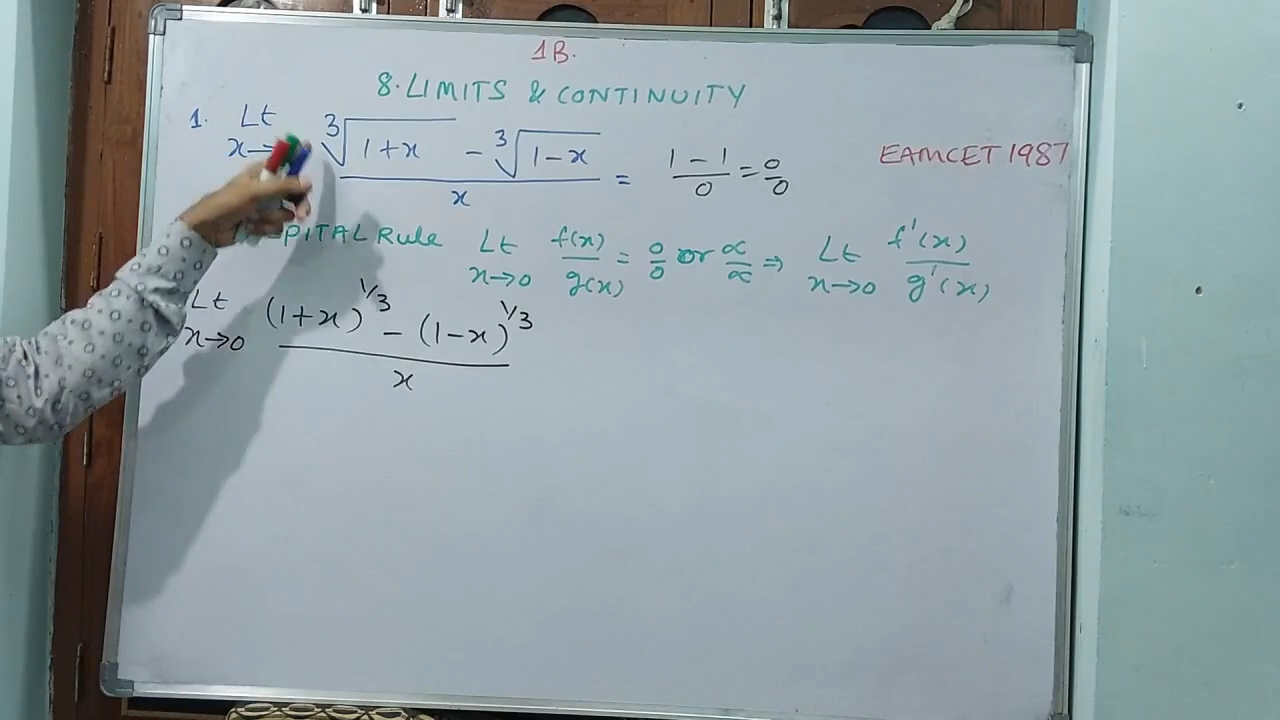 1B.
8. LIMITS & CONTINUITY
1. Lt x→ (∛(1+x) - ∛(1-x))/x = (1-1)/0 = 0/0 EAMCET 1987
PITAL Rule Lt x→0 f(x)/g(x) = 0/0 or ∝/∝ ⇒ Lt x→0 f'(x)/g'(x)
Lt x→0 ((1+x)^1/3 - (1-x)^1/3)/x